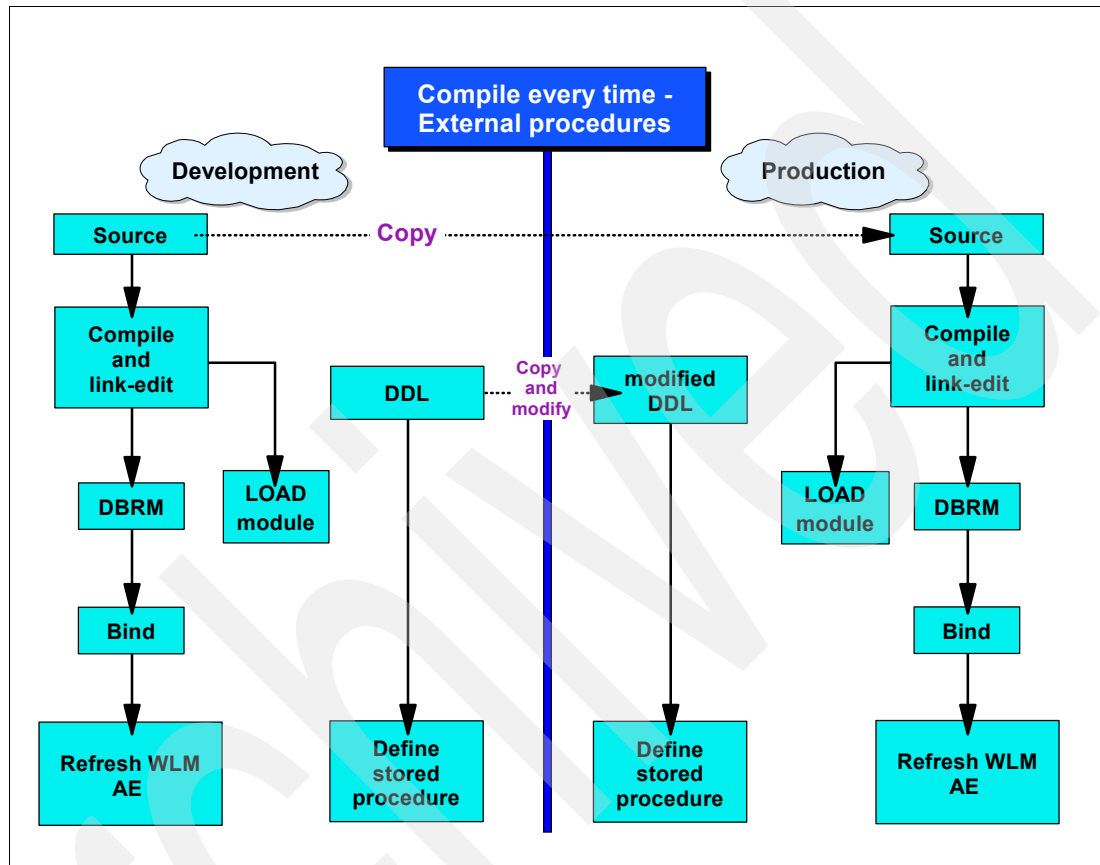 Compile every time -
External procedures
Development
Production
Source
Copy
Source
Compile
and
link-edit
DDL
Copy
and
modify
modified
DDL
Compile
and
link-edit
DBRM
LOAD
module
LOAD
module
DBRM
Bind
Bind
Refresh WLM
AE
Define
stored
procedure
Define
stored
procedure
Refresh WLM
AE